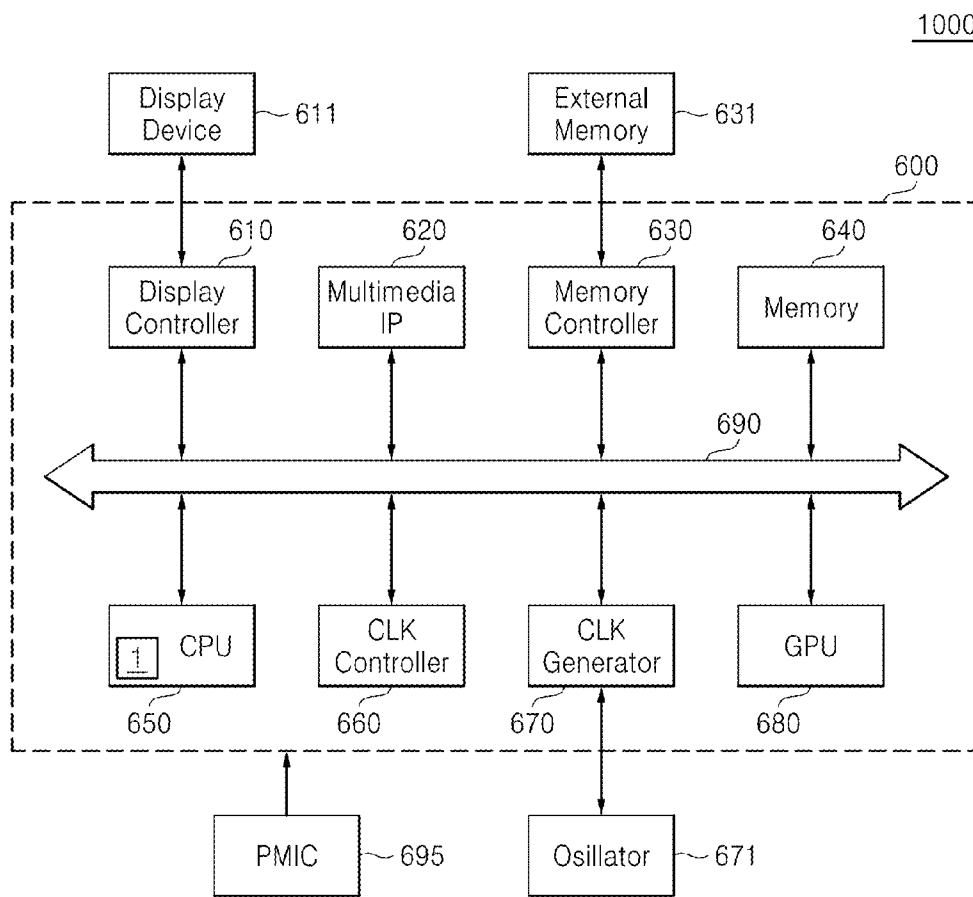 1000
Display
Device
611
External
Memory
631
600
610
620
630
640
Display
Controller
Multimedia
IP
Memory
Controller
Memory
690
1
CPU
CLK
Controller
CLK
Generator
GPU
650
660
670
680
PMIC
695
Osillator
671